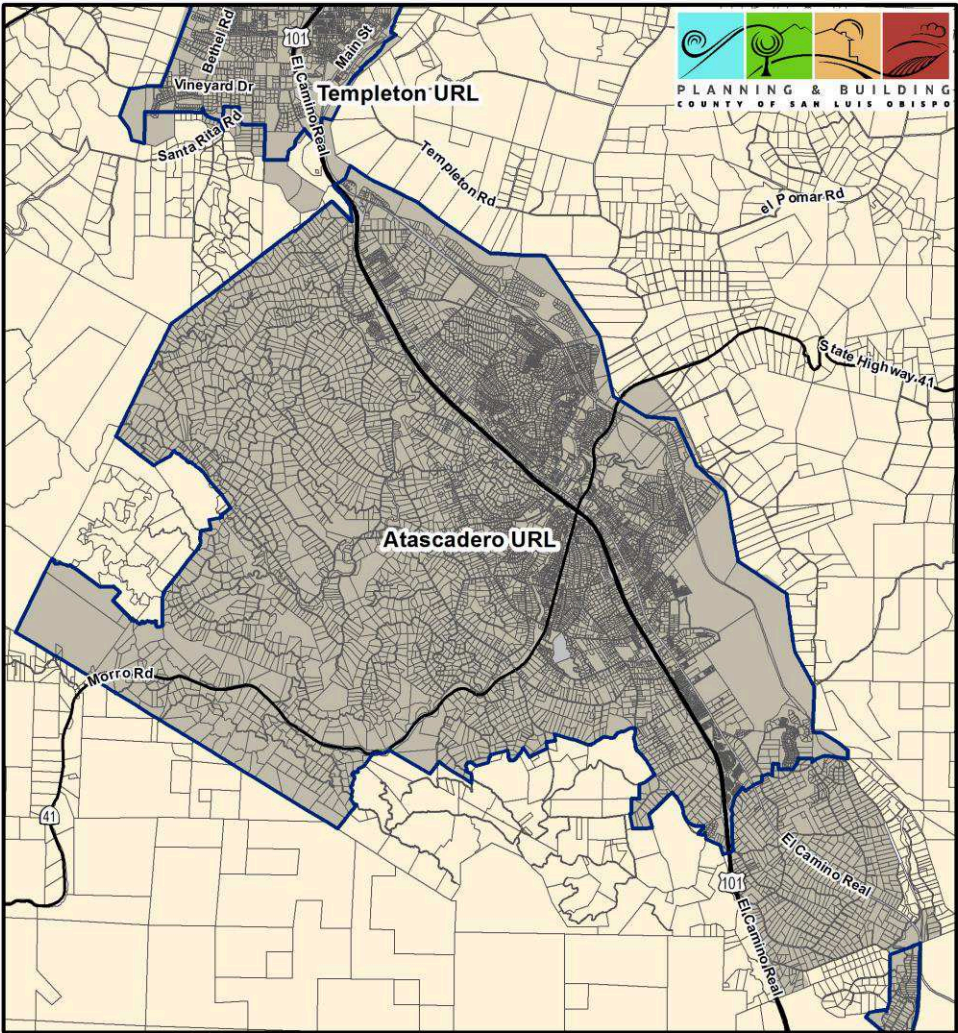 PLANNING & BUILDING
COUNTY OF SAN LUIS OBISPO
Bethel Rd
101
Main St
Vineyard Dr
Templeton URL
El Camino Real
Santa Rita Rd
Templeton Rd
el Pomar Rd
State Highway 41
Atascadero URL
Morro Rd
41
El Camino Real
101
El Camino Real